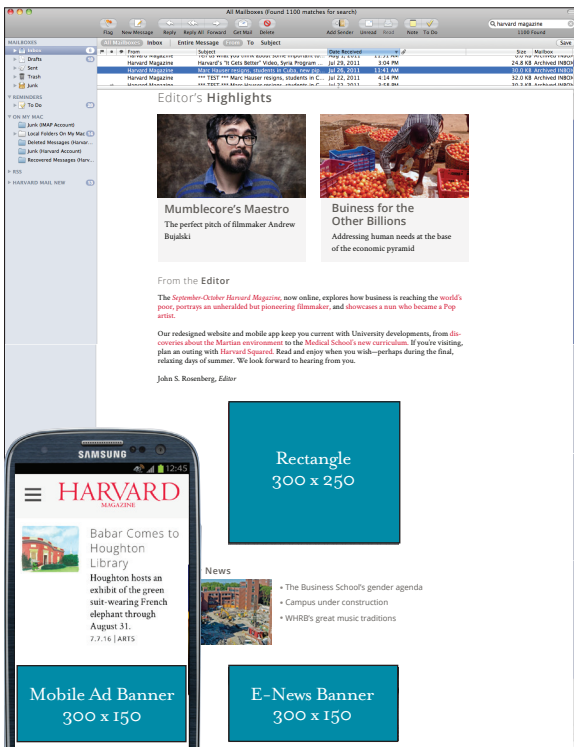 All Mailboxes (Found 1100 matches for search)
harvard magazine
Flag New Message Reply Reply All Forward Get Mail Delete Add Sender Unread Read Note To Do 1100 Found
MAILBOXES
All Mailboxes Inbox Entire Message From To Subject Save
Inbox
From Subject Date Received Size Mailbox
Drafts
Sent
Harvard Magazine Harvard's "It Gets Better" Video, Syria Program ... Jul 29, 2011 3:04 PM 24.8 KB Archived INBOX
Harvard Magazine Marc Hauser resigns, students in Cuba, new pip... Jul 26, 2011 11:41 AM 30.0 KB Archived INBOX
Trash
Harvard Magazine *** TEST *** Marc Hauser resigns, students in C... Jul 22, 2011 4:14 PM 32.0 KB Archived INBOX
Junk
REMINDERS
To Do
ON MY MAC
Junk (IMAP Account)
Local Folders On My Mac
Deleted Messages (Harvar...
Junk (Harvard Account)
Recovered Messages (Harv...
RSS
HARVARD MAIL NEW
Editor's Highlights
Mumblecore's Maestro
The perfect pitch of filmmaker Andrew
Bujalski
Buiness for the
Other Billions
Addressing human needs at the base
of the economic pyramid
From the Editor
The September-October Harvard Magazine, now online, explores how business is reaching the world's
poor, portrays an unheralded but pioneering filmmaker, and showcases a nun who became a Pop
artist.
Our redesigned website and mobile app keep you current with University developments, from dis-
coveries about the Martian environment to the Medical School's new curriculum. If you're visiting,
plan an outing with Harvard Squared. Read and enjoy when you wish—perhaps during the final,
relaxing days of summer. We look forward to hearing from you.
John S. Rosenberg, Editor
Rectangle
300 x 250
SAMSUNG
12:45
HARVARD
MAGAZINE
Babar Comes to
Houghton
Library
Houghton hosts an
exhibit of the green
suit-wearing French
elephant through
August 31.
7.7.16 | ARTS
News
• The Business School's gender agenda
• Campus under construction
• WHRB's great music traditions
Mobile Ad Banner
300 x 150
E-News Banner
300 x 150